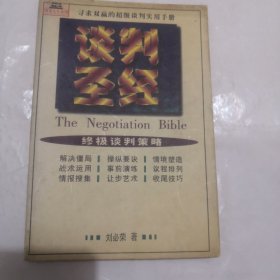 寻求双赢的超级谈判实用手册
谈判
圣经
The Negotiation Bible
终极谈判策略
解决僵局 操纵要诀 情境塑造
战术运用 事前演练 议程排列
情报搜集 让步艺术 收尾技巧
刘必荣 著